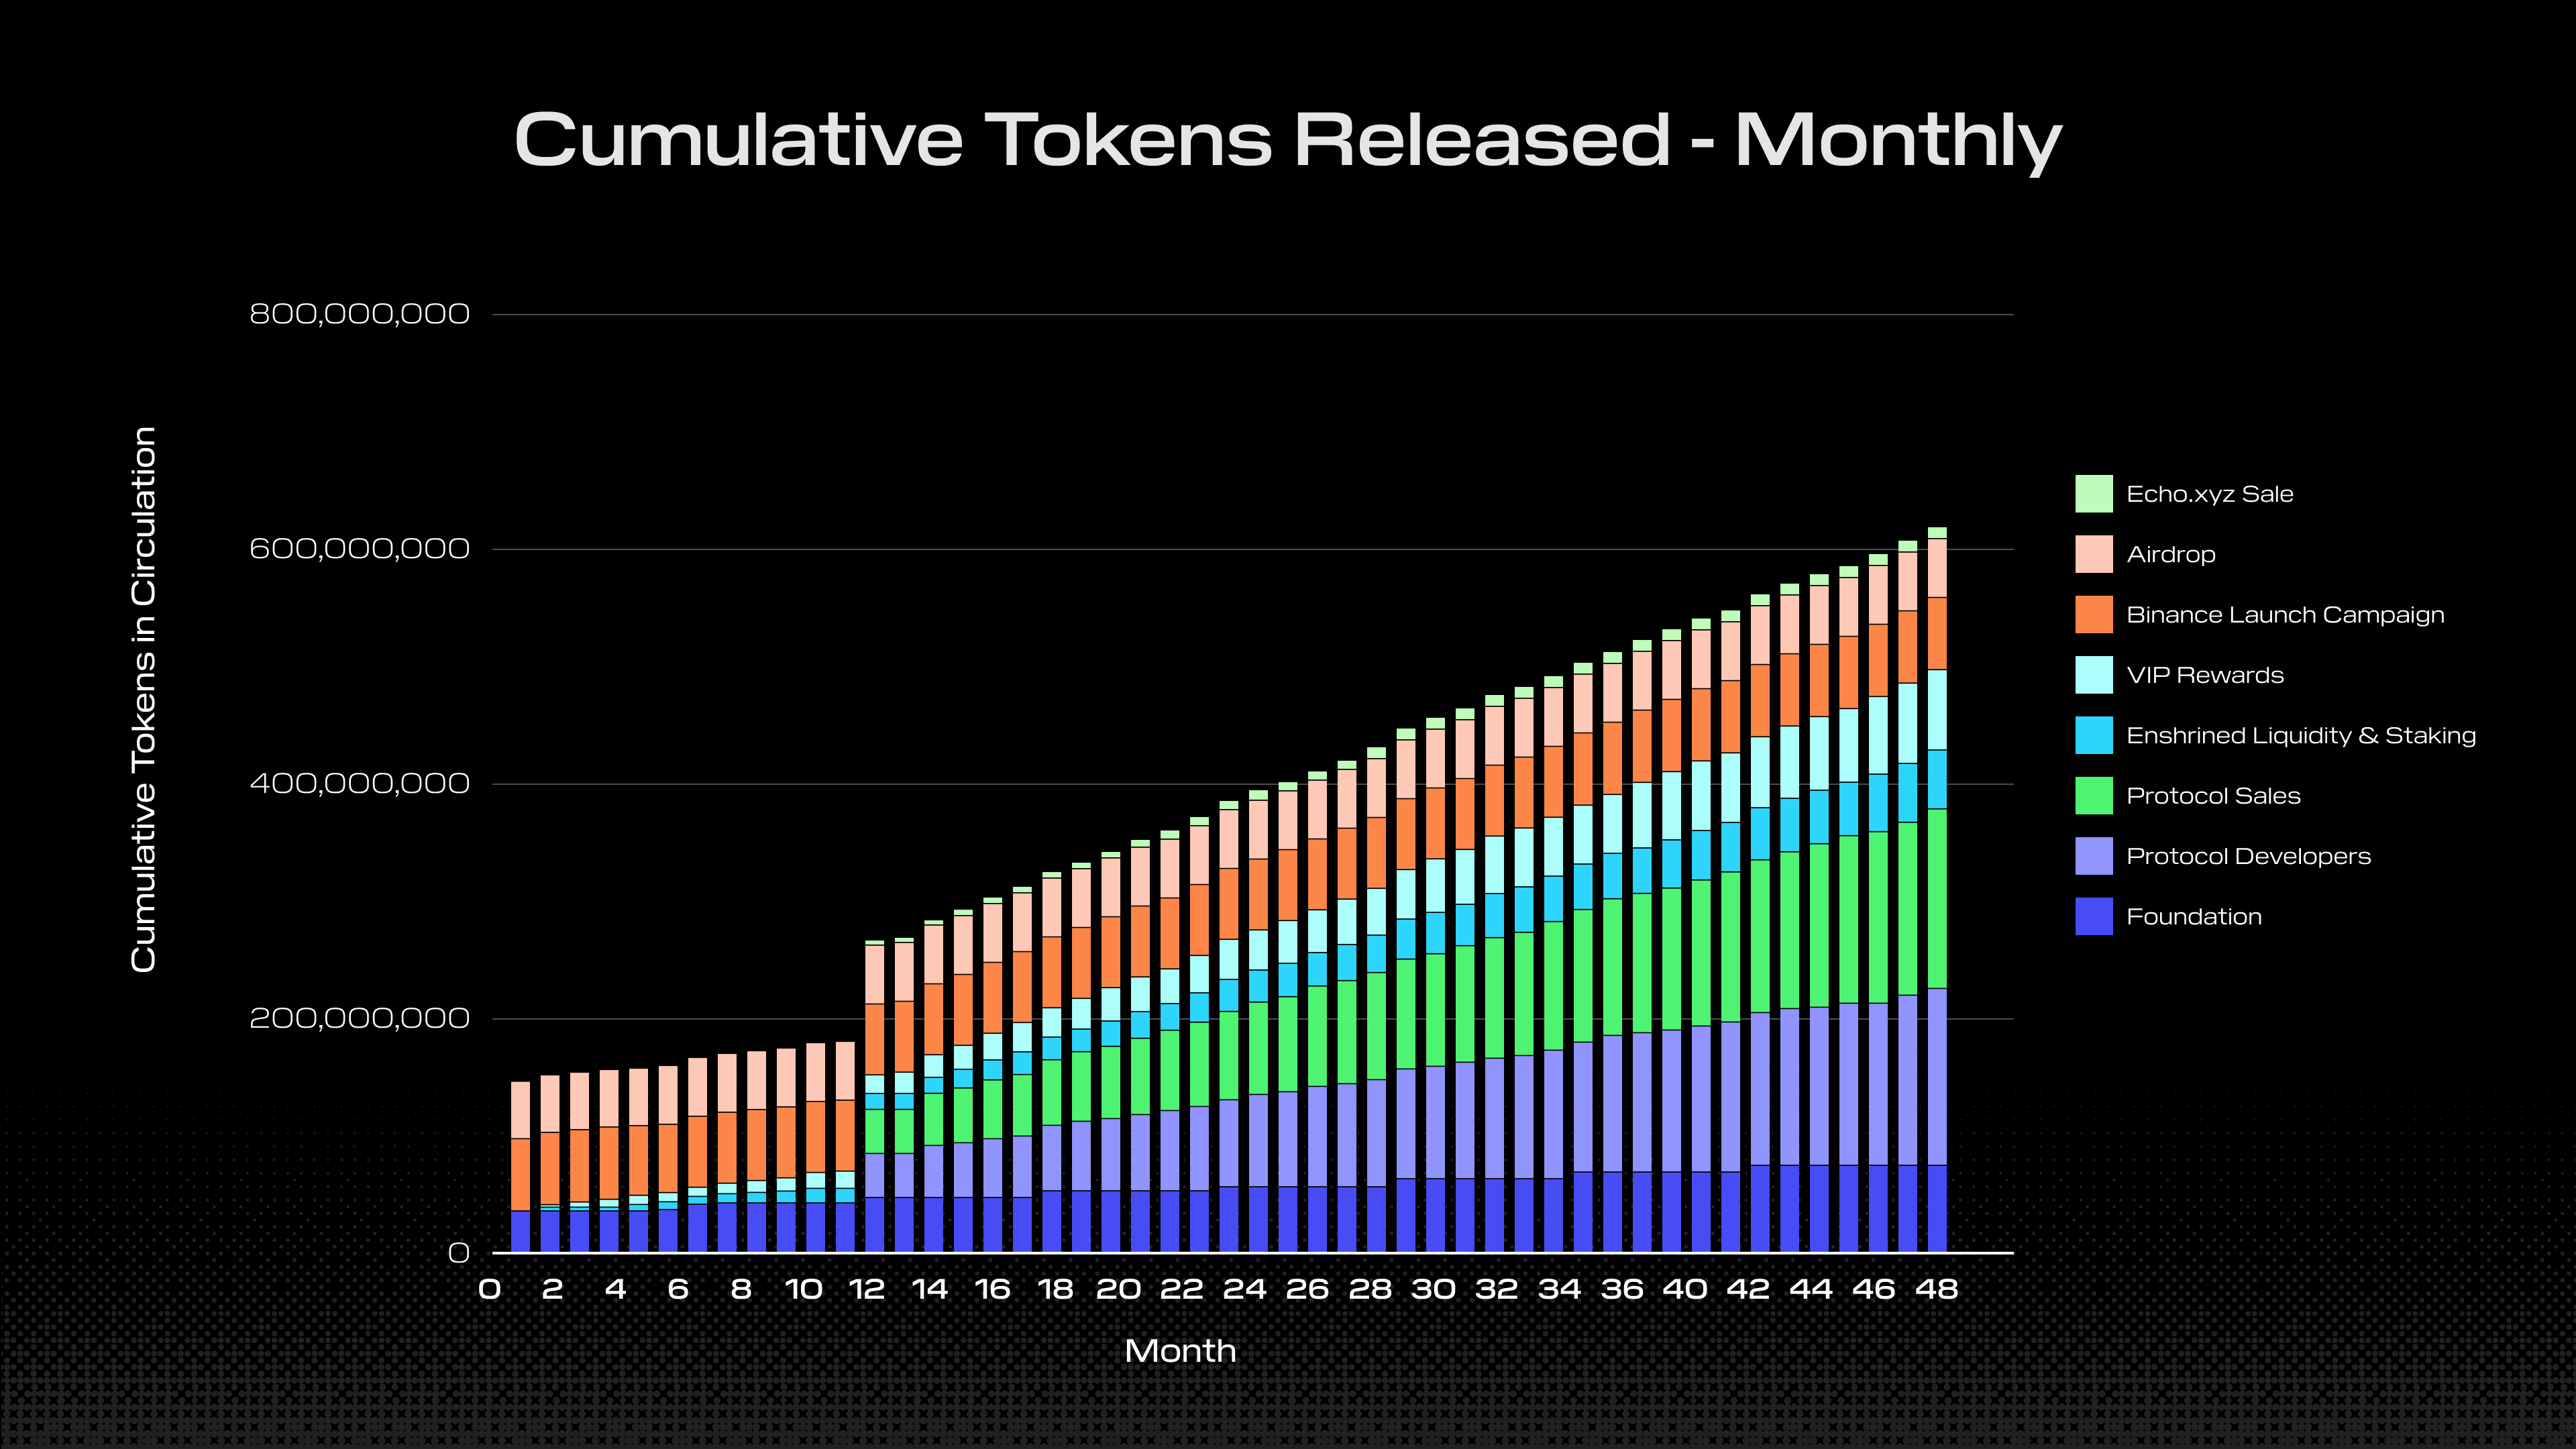 Cumulative Tokens Released - Monthly
Cumulative Tokens in Circulation
800,000,000
600,000,000
400,000,000
200,000,000
0
0 2 4 6 8 10 12 14 16 18 20 22 24 26 28 30 32 34 36 40 42 44 46 48
Month
Echo.xyz Sale
Airdrop
Binance Launch Campaign
VIP Rewards
Enshrined Liquidity & Staking
Protocol Sales
Protocol Developers
Foundation